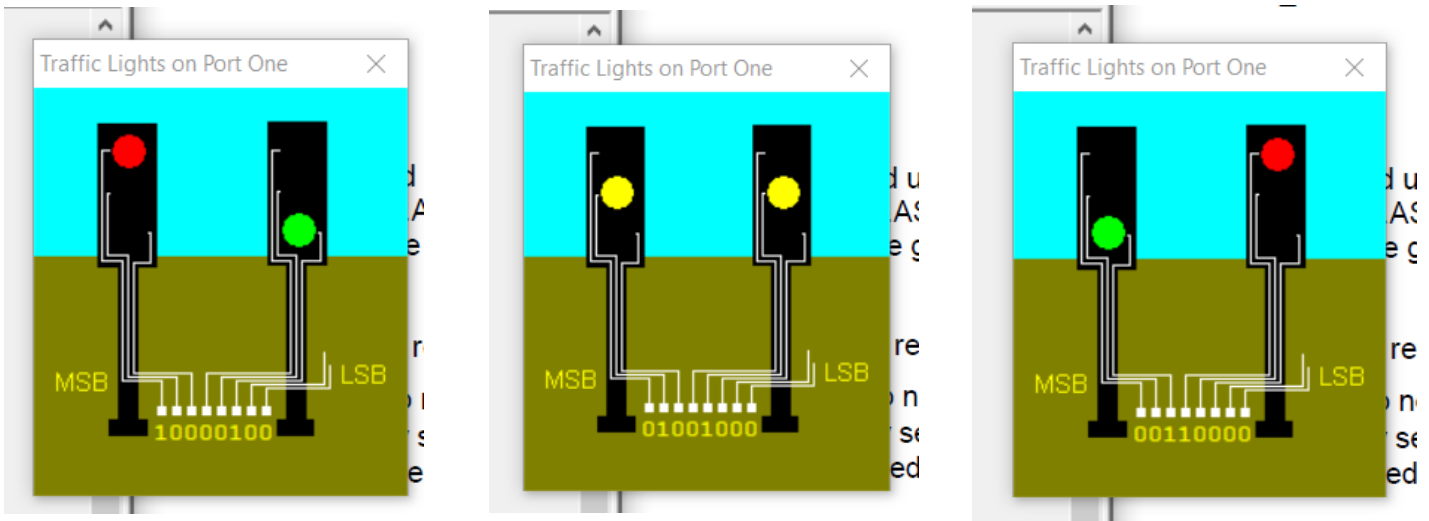 Traffic Lights on Port One
MSB
LSB
10000100
Traffic Lights on Port One
MSB
LSB
01001000
Traffic Lights on Port One
MSB
LSB
00110000